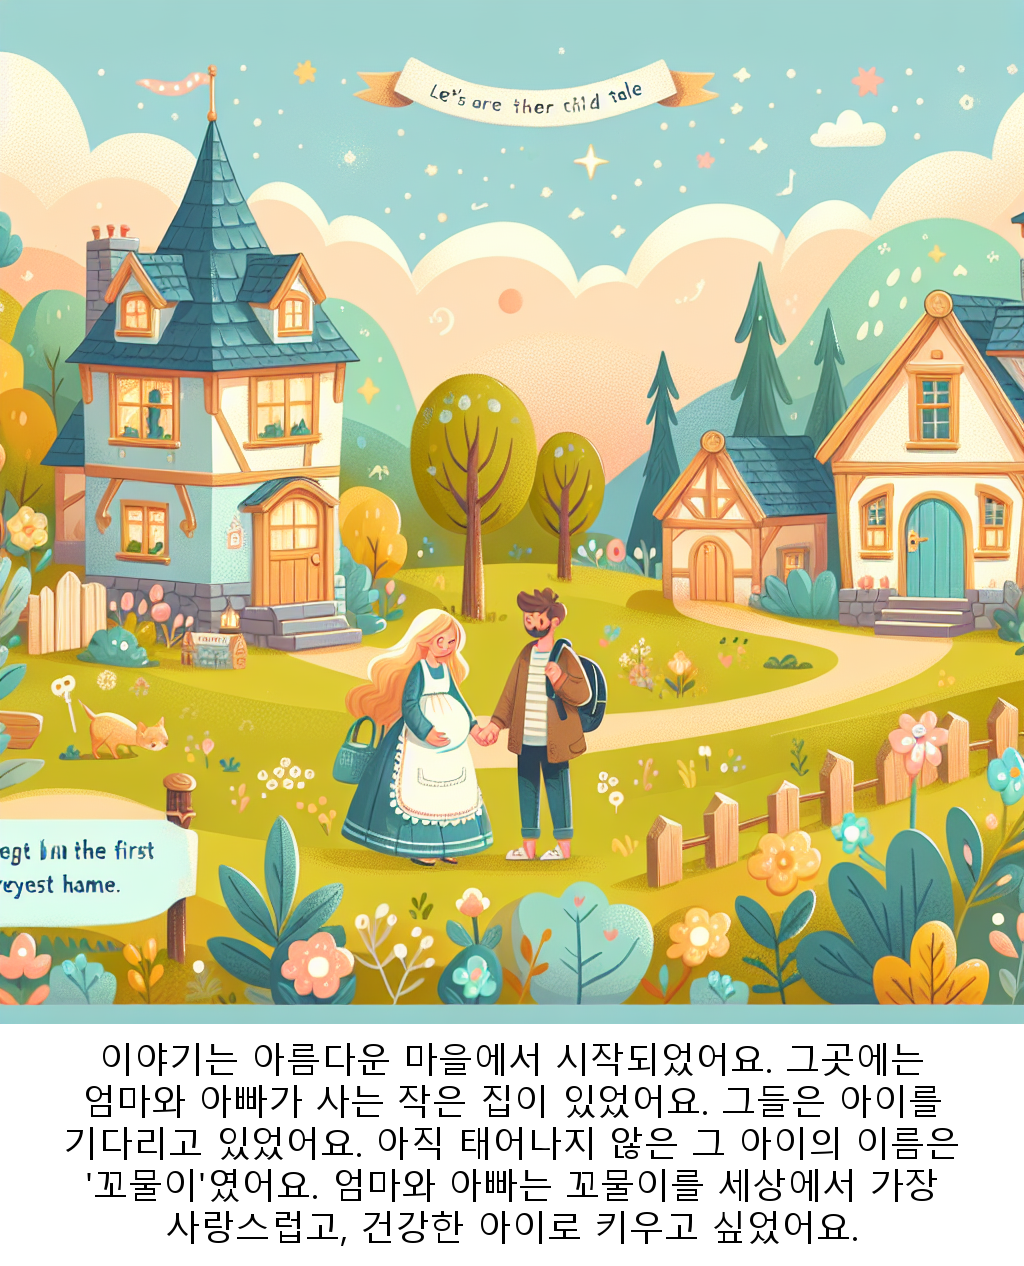 Let's are ther child tale
egt in the first
eyest hame.
이야기는 아름다운 마을에서 시작되었어요. 그곳에는
엄마와 아빠가 사는 작은 집이 있었어요. 그들은 아이를
기다리고 있었어요. 아직 태어나지 않은 그 아이의 이름은
'꼬물이'였어요. 엄마와 아빠는 꼬물이를 세상에서 가장
사랑스럽고, 건강한 아이로 키우고 싶었어요.